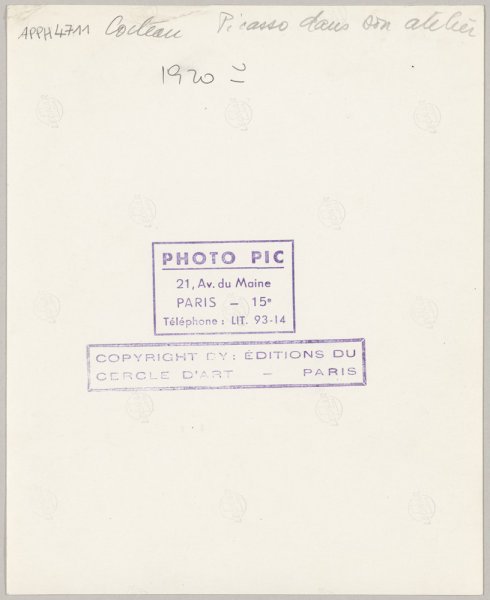 APPH4711 Cocteau Picasso dans son atelier
1920
PHOTO PIC
21, Av. du Maine
PARIS – 15e
Téléphone : LIT. 93-14
COPYRIGHT BY : ÉDITIONS DU
CERCLE D'ART – PARIS